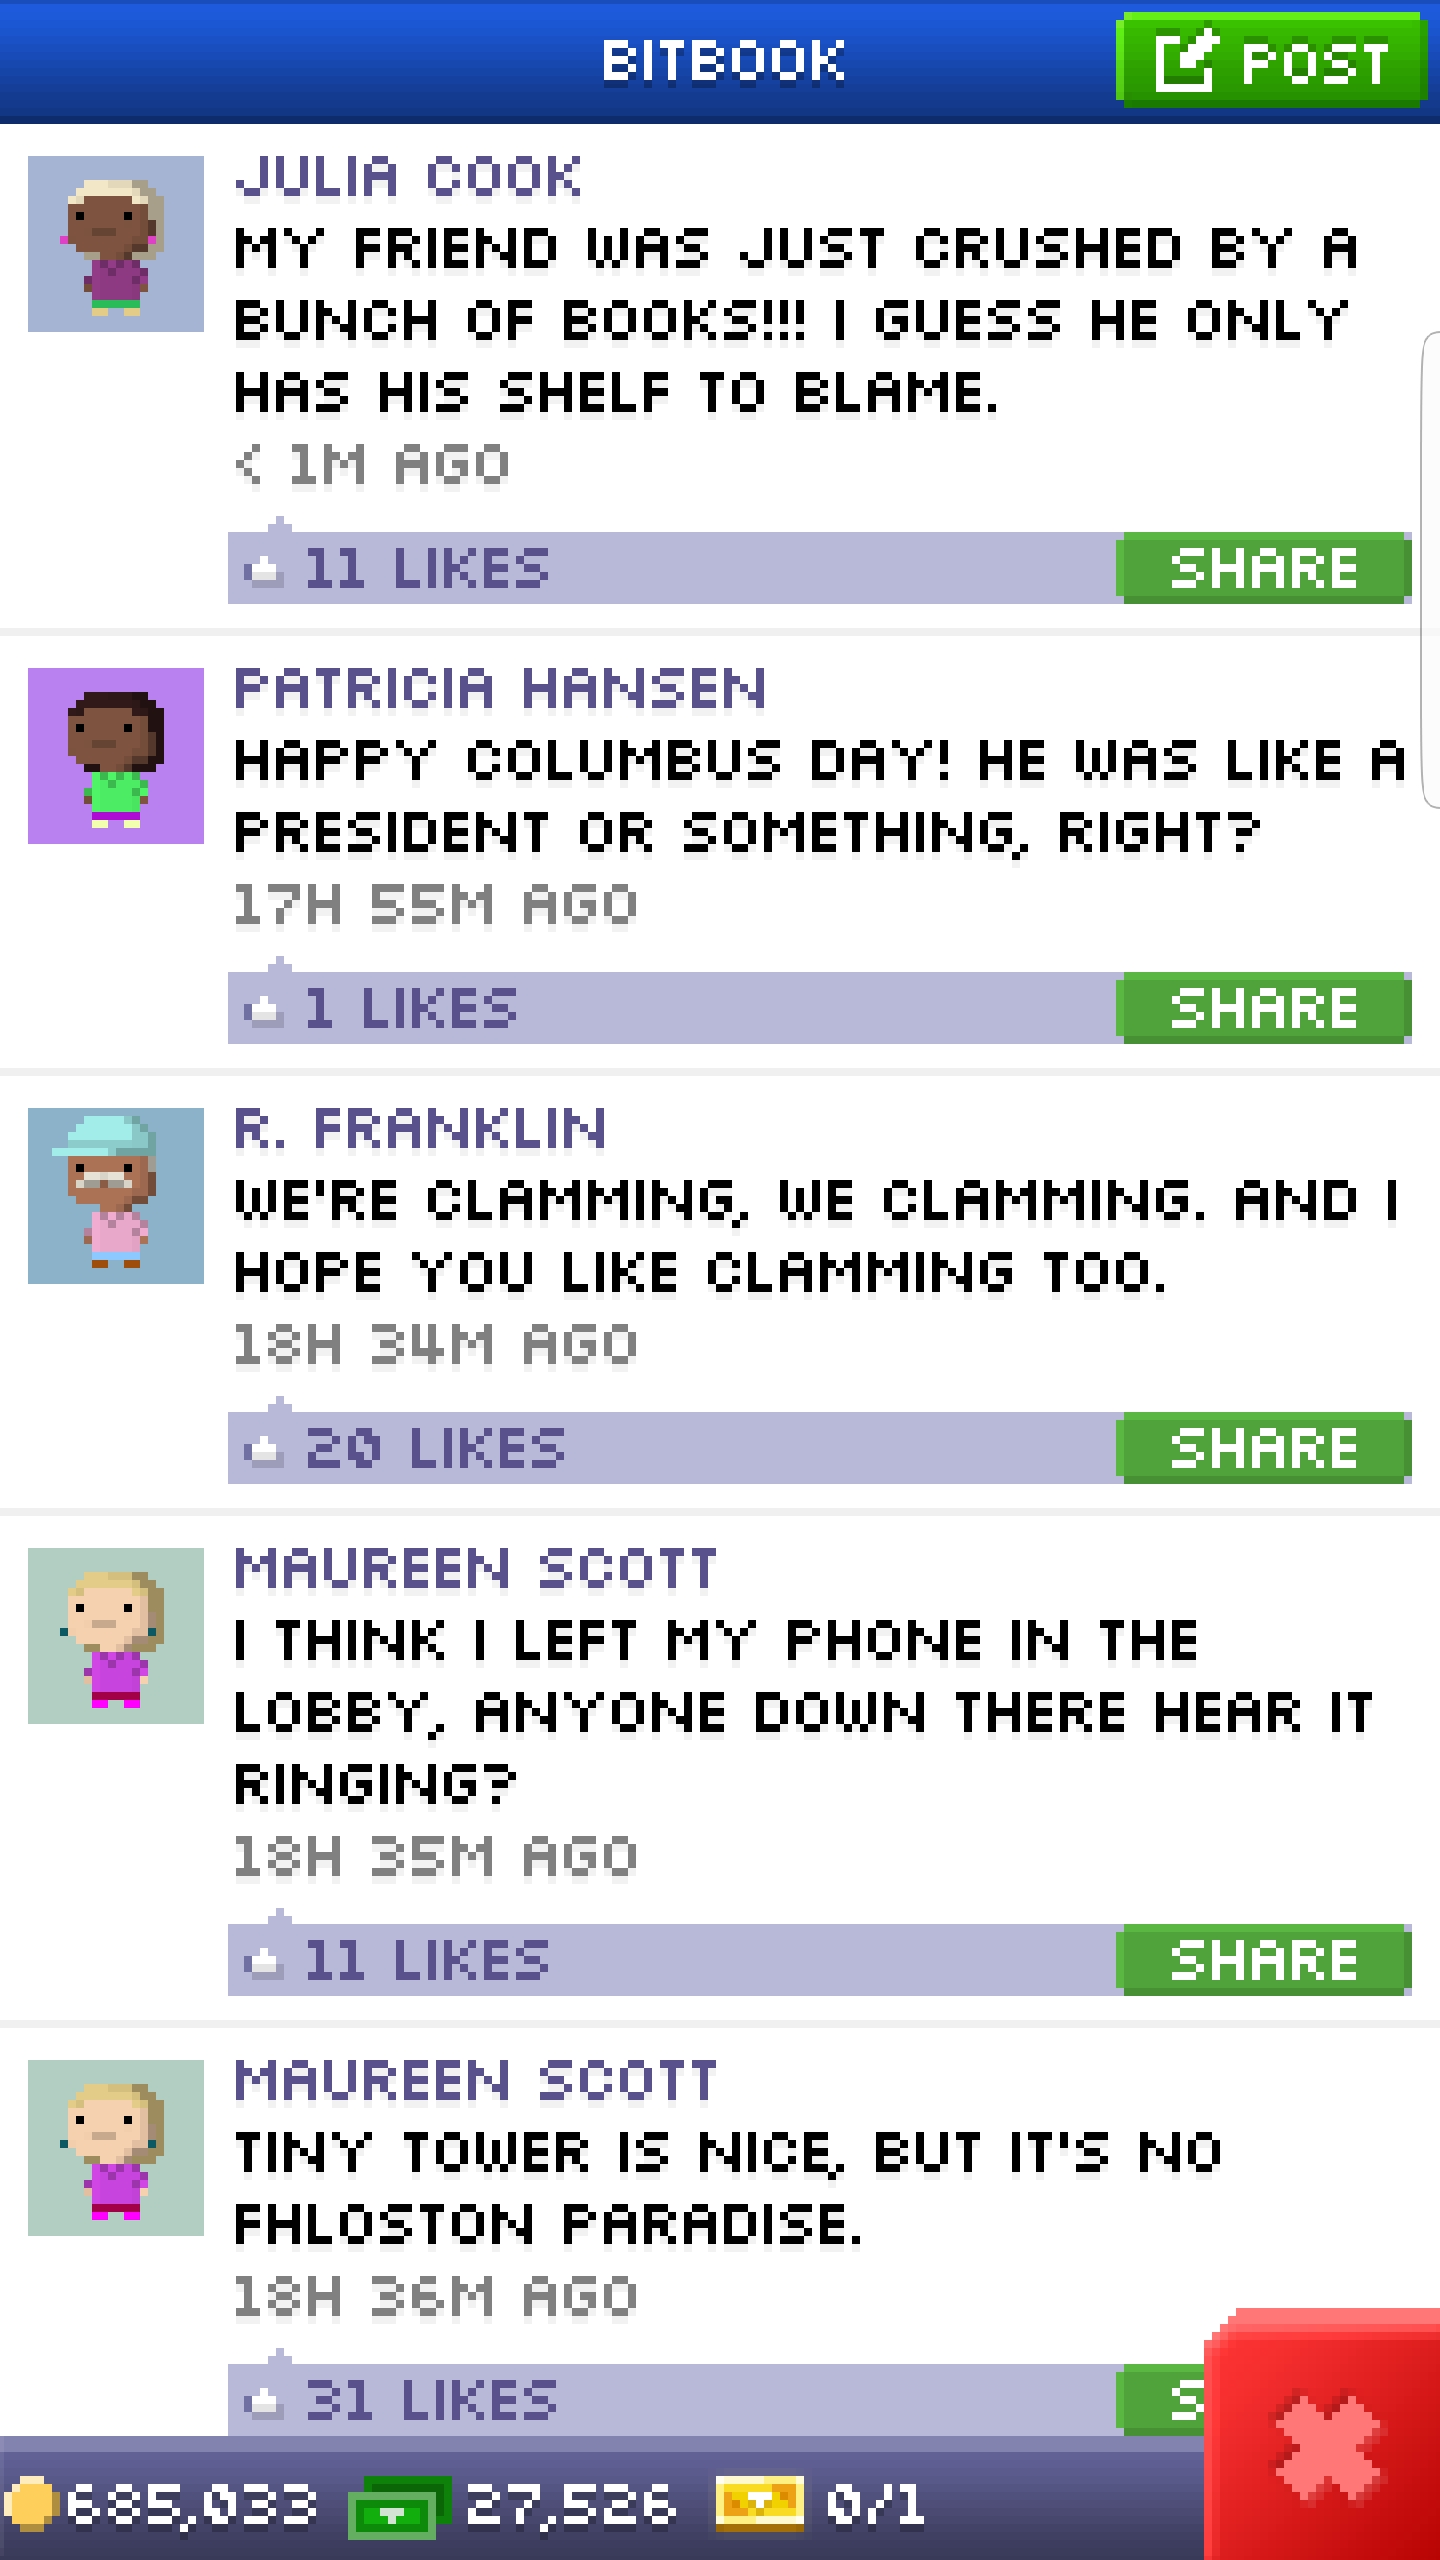 BITBOOK
POST
JULIA COOK
MY FRIEND WAS JUST CRUSHED BY A
BUNCH OF BOOKS!!! I GUESS HE ONLY
HAS HIS SHELF TO BLAME.
< 1M AGO
11 LIKES
SHARE
PATRICIA HANSEN
HAPPY COLUMBUS DAY! HE WAS LIKE A
PRESIDENT OR SOMETHING, RIGHT?
17H 55M AGO
1 LIKES
SHARE
R. FRANKLIN
WE'RE CLAMMING, WE CLAMMING. AND I
HOPE YOU LIKE CLAMMING TOO.
18H 34M AGO
20 LIKES
SHARE
MAUREEN SCOTT
I THINK I LEFT MY PHONE IN THE
LOBBY, ANYONE DOWN THERE HEAR IT
RINGING?
18H 35M AGO
11 LIKES
SHARE
MAUREEN SCOTT
TINY TOWER IS NICE, BUT IT'S NO
FHLOSTON PARADISE.
18H 36M AGO
31 LIKES
S
685,033
27,526
0/1